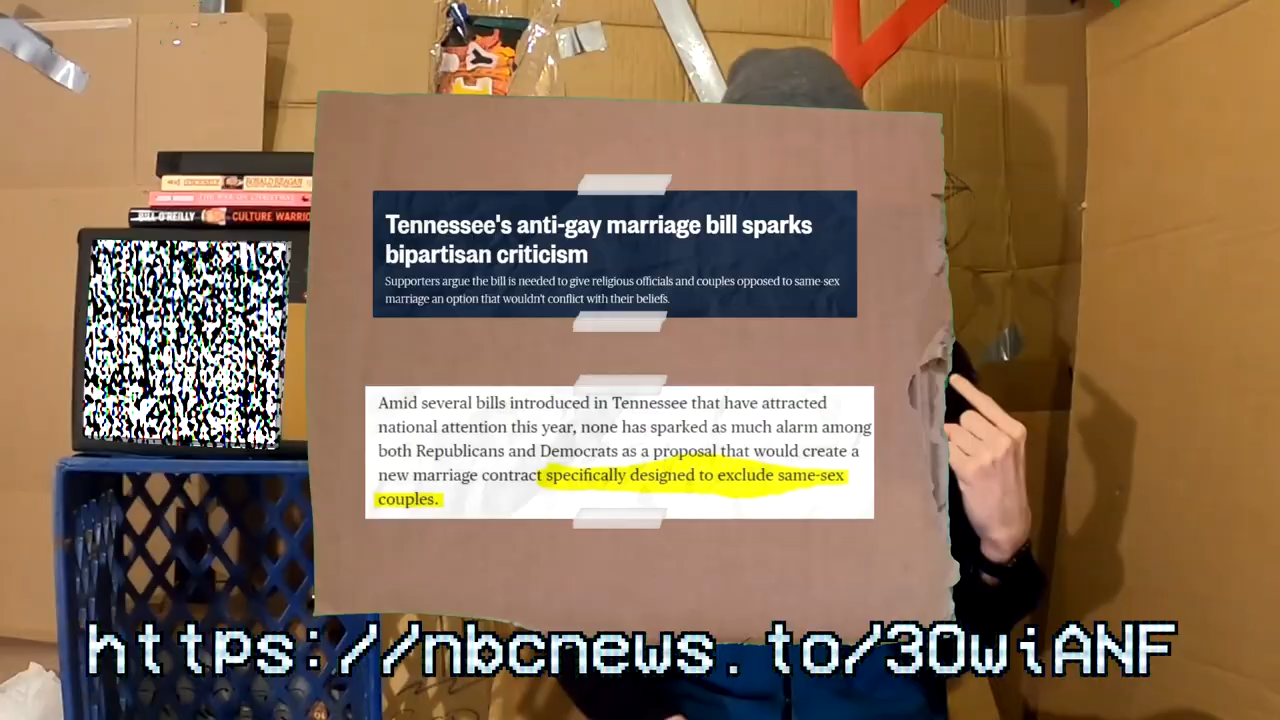 RONALD REAGAN
BILL O'REILLY CULTURE WARRIO
Tennessee's anti-gay marriage bill sparks
bipartisan criticism
Supporters argue the bill is needed to give religious officials and couples opposed to same-sex
marriage an option that wouldn't conflict with their beliefs.
Amid several bills introduced in Tennessee that have attracted
national attention this year, none has sparked as much alarm among
both Republicans and Democrats as a proposal that would create a
new marriage contract specifically designed to exclude same-sex
couples.
https://nbcnews.to/3OwiANF